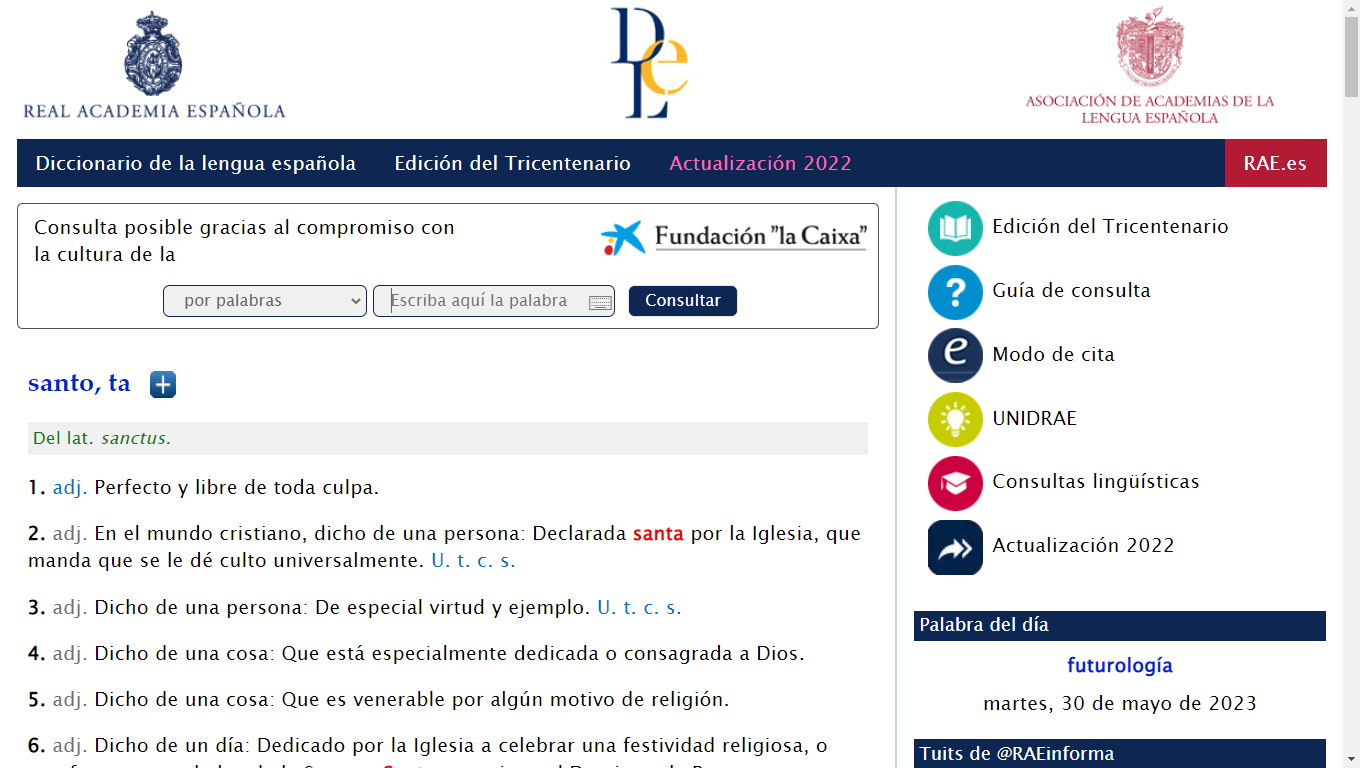 REAL ACADEMIA ESPAÑOLA
DLe
ASOCIACIÓN DE ACADEMIAS DE LA
LENGUA ESPAÑOLA
Diccionario de la lengua española Edición del Tricentenario Actualización 2022 RAE.es
Consulta posible gracias al compromiso con
la cultura de la
Fundación "la Caixa"
por palabras Escriba aquí la palabra Consultar
santo, ta +
Del lat. sanctus.
1. adj. Perfecto y libre de toda culpa.
2. adj. En el mundo cristiano, dicho de una persona: Declarada santa por la Iglesia, que
manda que se le dé culto universalmente. U. t. c. s.
3. adj. Dicho de una persona: De especial virtud y ejemplo. U. t. c. s.
4. adj. Dicho de una cosa: Que está especialmente dedicada o consagrada a Dios.
5. adj. Dicho de una cosa: Que es venerable por algún motivo de religión.
6. adj. Dicho de un día: Dedicado por la Iglesia a celebrar una festividad religiosa, o
Edición del Tricentenario
? Guía de consulta
e Modo de cita
UNIDRAE
Consultas lingüísticas
Actualización 2022
Palabra del día
futurología
martes, 30 de mayo de 2023
Tuits de @RAEinforma